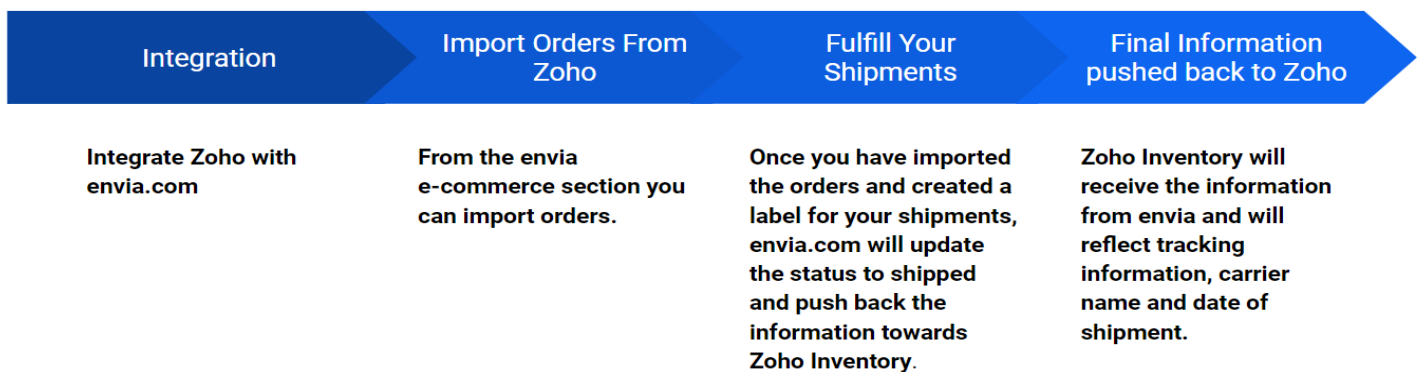 Integration
Import Orders From
Zoho
Fulfill Your
Shipments
Final Information
pushed back to Zoho
Integrate Zoho with
envia.com
From the envia
e-commerce section you
can import orders.
Once you have imported
the orders and created a
label for your shipments,
envia.com will update
the status to shipped
and push back the
information towards
Zoho Inventory.
Zoho Inventory will
receive the information
from envia and will
reflect tracking
information, carrier
name and date of
shipment.